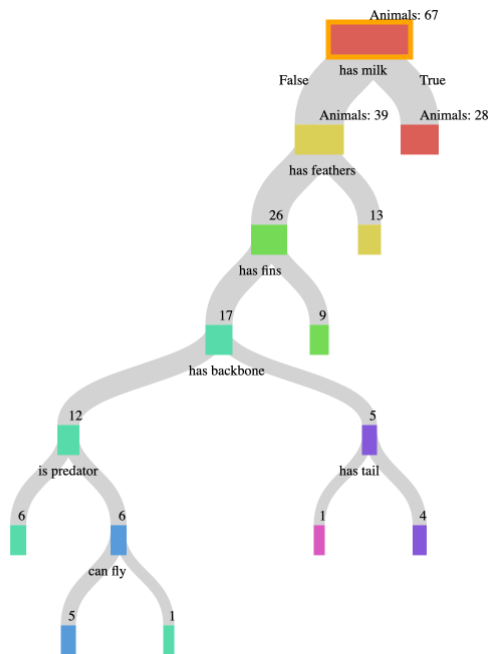 Animals: 67
has milk
False
True
Animals: 39
Animals: 28
has feathers
26
13
has fins
17
9
has backbone
12
5
is predator
has tail
6
6
1
4
can fly
5
1